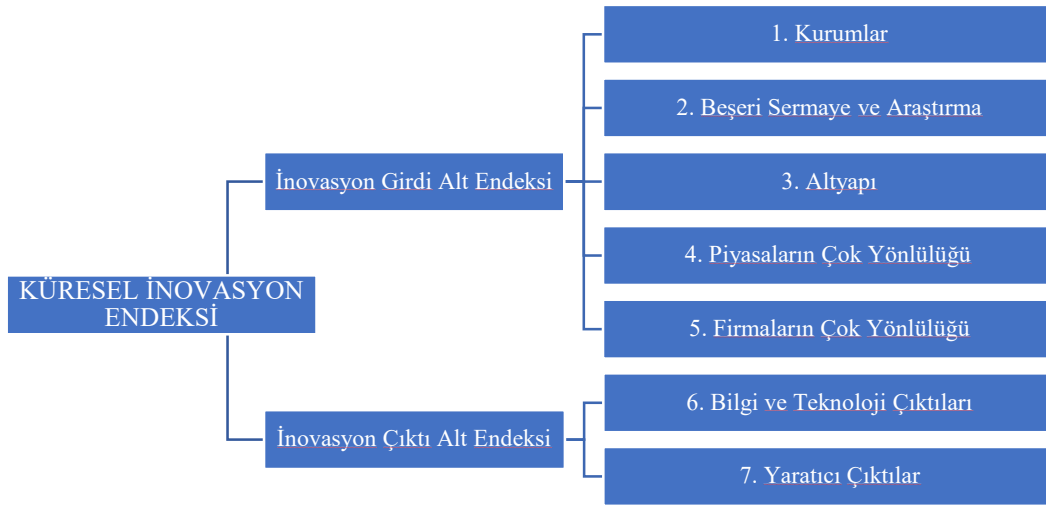 KÜRESEL İNOVASYON
ENDEKSİ
İnovasyon Girdi Alt Endeksi
1. Kurumlar
2. Beşeri Sermaye ve Araştırma
3. Altyapı
4. Piyasaların Çok Yönlülüğü
5. Firmaların Çok Yönlülüğü
İnovasyon Çıktı Alt Endeksi
6. Bilgi ve Teknoloji Çıktıları
7. Yaratıcı Çıktılar